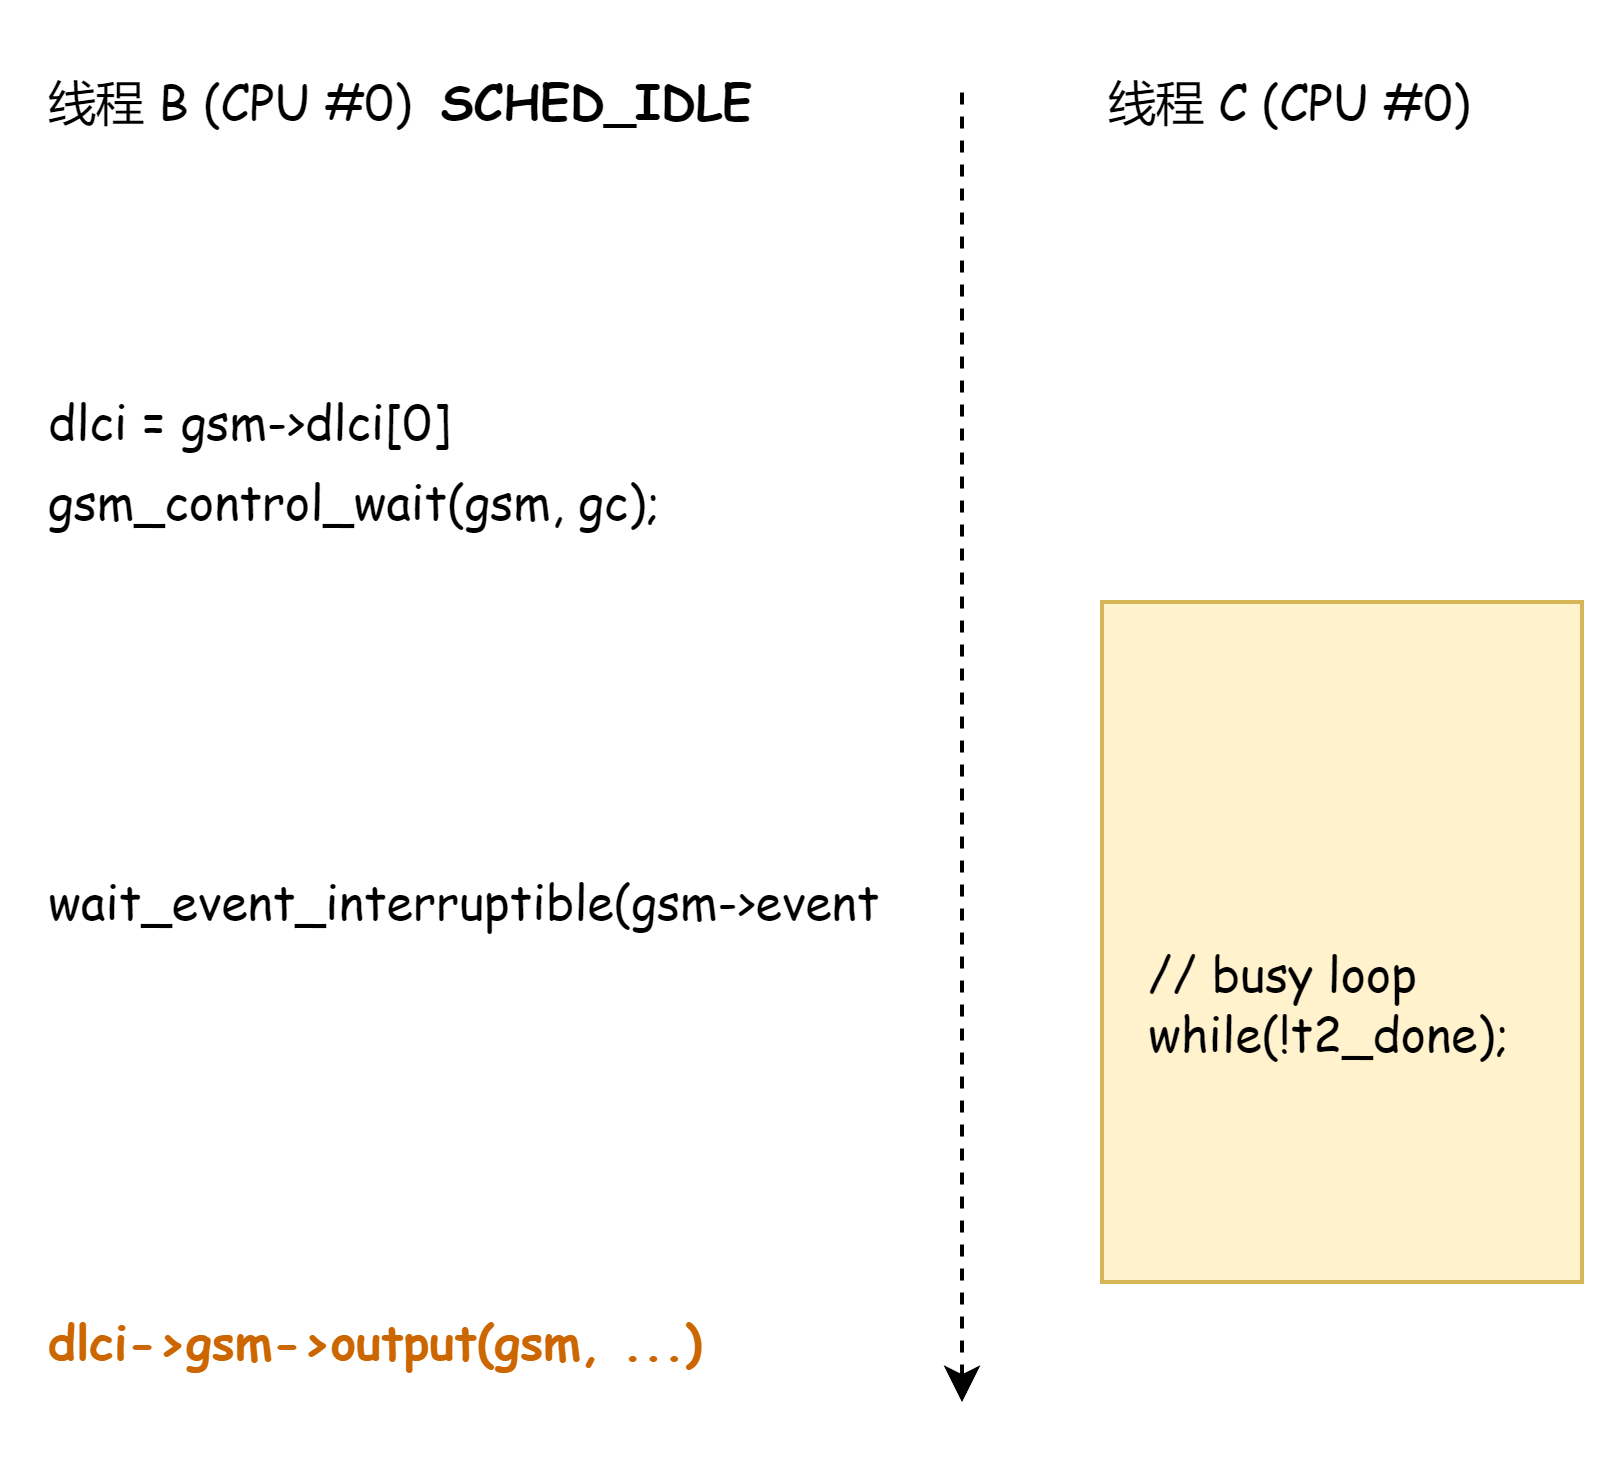 线程 B (CPU #0) SCHED_IDLE
线程 C (CPU #0)
dlci = gsm->dlci[0]
gsm_control_wait(gsm, gc);
wait_event_interruptible(gsm->event
// busy loop
while(!t2_done);
dlci->gsm->output(gsm, ...)